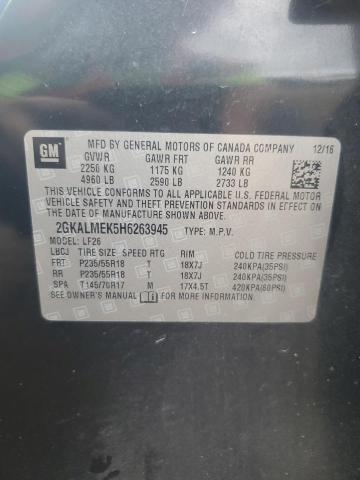 GM
MFD BY GENERAL MOTORS OF CANADA COMPANY 12/16
GVWR GAWR FRT GAWR RR
2250 KG 1175 KG 1240 KG
4960 LB 2590 LB 2733 LB
THIS VEHICLE CONFORMS TO ALL APPLICABLE U.S.
FEDERAL MOTOR VEHICLE SAFETY, BUMPER, AND
THEFT PREVENTION STANDARDS IN EFFECT ON THE
DATE OF MANUFACTURE SHOWN ABOVE.
2GKALMEK5H6263945 TYPE: M.P.V.
MODEL: LF26
LBCJ TIRE SIZE SPEED RTG RIM COLD TIRE PRESSURE
FRT P235/55R18 T 18X7J 240KPA(35PSI)
RR P235/55R18 T 18X7J 240KPA(35PSI)
SPA T145/70R17 M 17X4.5T 420KPA(60PSI)
SEE OWNER'S MANUAL FOR ADDITIONAL INFORMATION.